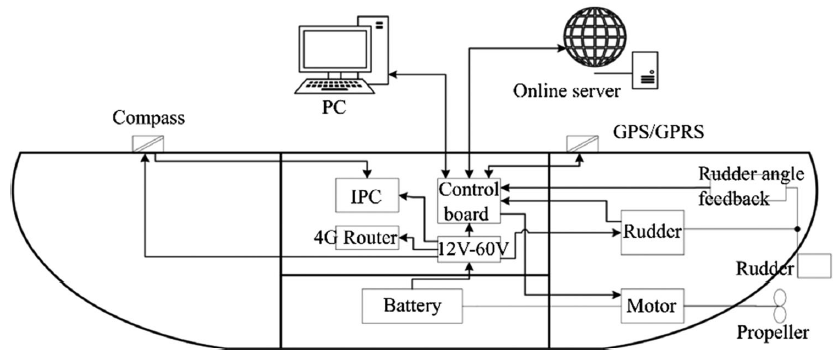 PC
Online server
Compass
GPS/GPRS
IPC
Control
board
Rudder angle
feedback
4G Router
12V-60V
Rudder
Rudder
Battery
Motor
Propeller